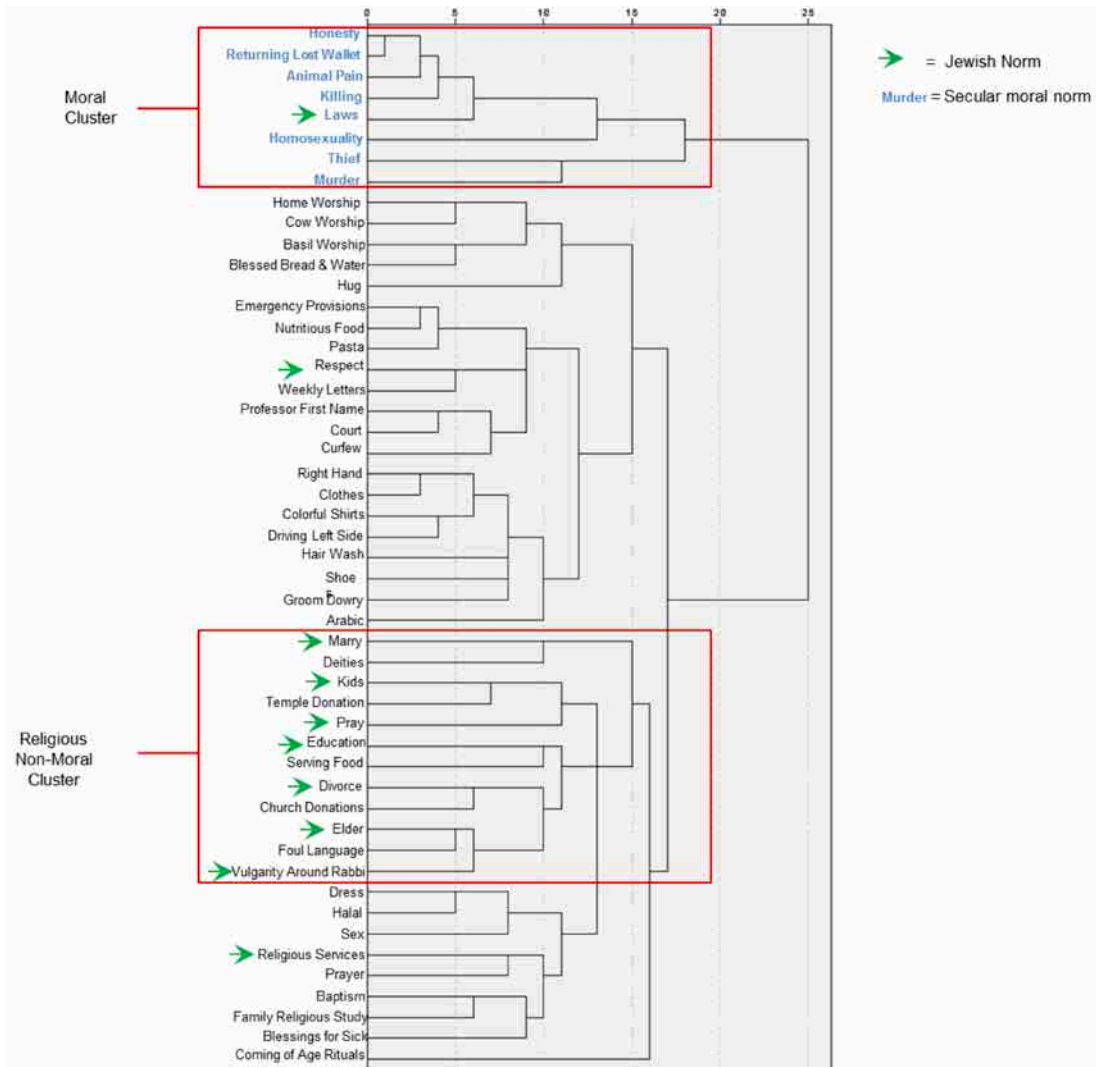 0 5 10 15 20 25
Honesty
Returning Lost Wallet
Animal Pain
Killing
Laws
Homosexuality
Thief
Murder
Home Worship
Cow Worship
Basil Worship
Blessed Bread & Water
Hug
Emergency Provisions
Nutritious Food
Pasta
Respect
Weekly Letters
Professor First Name
Court
Curfew
Right Hand
Clothes
Colorful Shirts
Driving Left Side
Hair Wash
Shoe
Groom Dowry
Arabic
Marry
Deities
Kids
Temple Donation
Pray
Education
Serving Food
Divorce
Church Donations
Elder
Foul Language
Vulgarity Around Rabbi
Dress
Halal
Sex
Religious Services
Prayer
Baptism
Family Religious Study
Blessings for Sick
Coming of Age Rituals
Moral
Cluster
Religious
Non-Moral
Cluster
= Jewish Norm
Murder = Secular moral norm